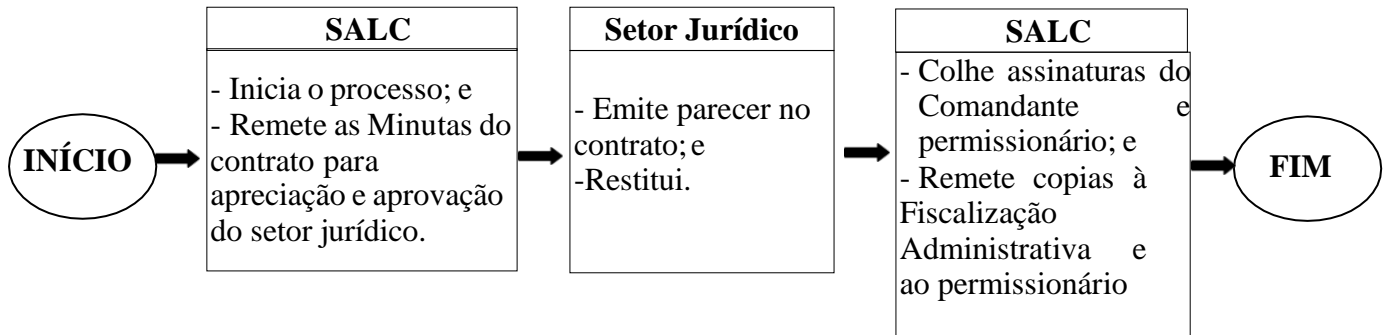 INÍCIO
SALC
- Inicia o processo; e
- Remete as Minutas do
contrato para
apreciação e aprovação
do setor jurídico.
Setor Jurídico
- Emite parecer no
contrato; e
-Restitui.
SALC
- Colhe assinaturas do
Comandante e
permissionário; e
- Remete copias à
Fiscalização
Administrativa e
ao permissionário
FIM